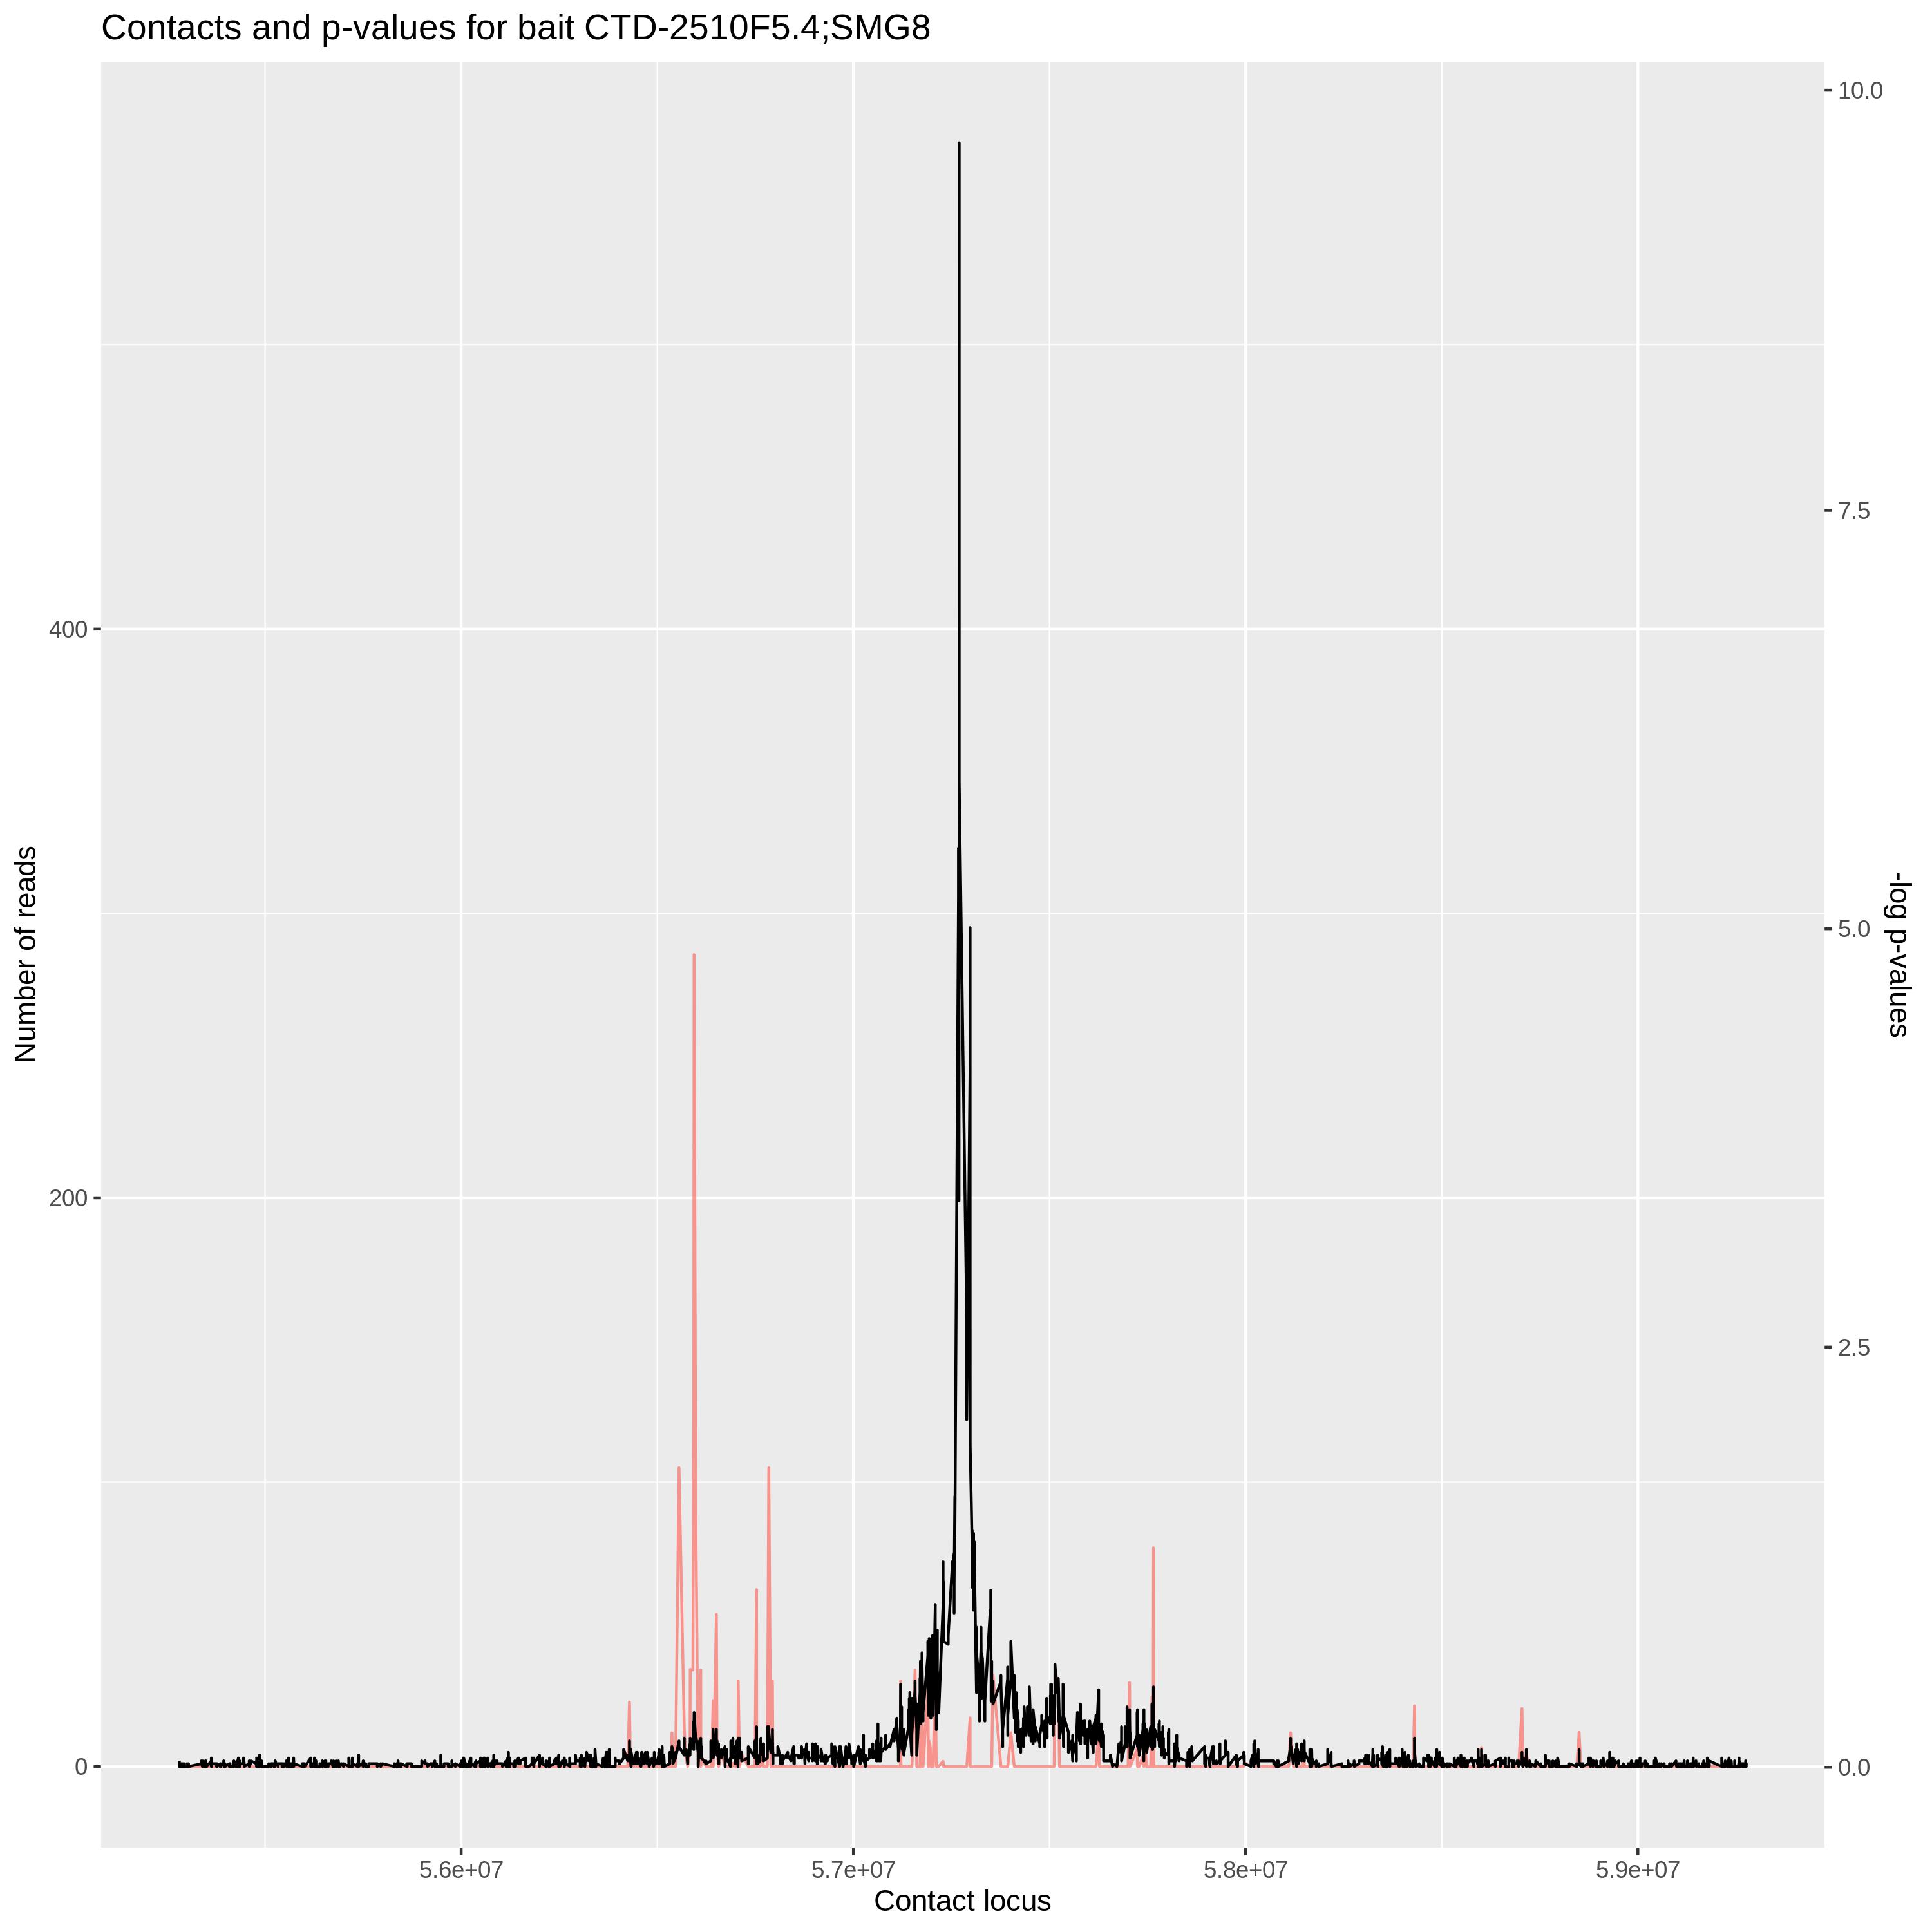 Contacts and p-values for bait CTD-2510F5.4;SMG8
10.0
7.5
400
Number of reads
-log p-values
5.0
200
2.5
0
0.0
5.6e+07
5.7e+07
5.8e+07
5.9e+07
Contact locus